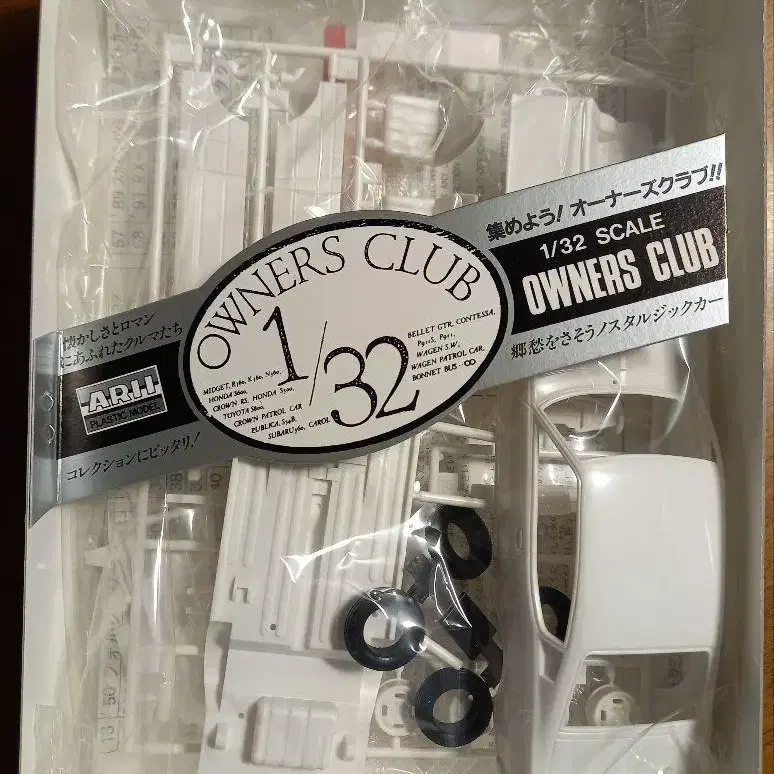 集めよう!オーナーズクラブ!!
1/32 SCALE
OWNERS CLUB
郷愁をさそうノスタルジックカー
OWNERS CLUB
1/32
MIDGET, R360, K360, N360,
HONDA S600,
CROWN RS, HONDA S500,
TOYOTA S800,
CROWN PATROL CAR
PUBLICA, S54B,
SUBARU360, CAROL
BELLET GTR, CONTESSA,
P911S, P911,
WAGEN S.W,
WAGEN PATROL CAR,
BONNET BUS
懐かしさとロマン
にあふれたクルマたち
ARII
PLASTIC MODEL
コレクションにピッタリ!